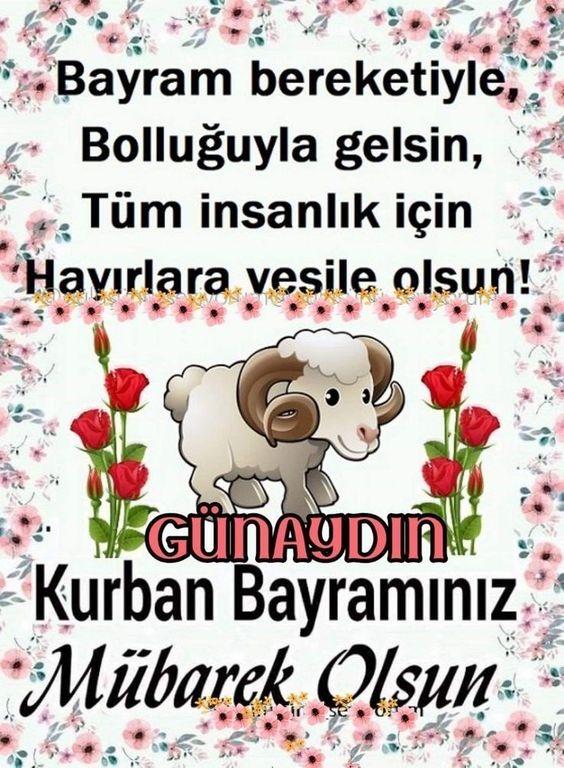 Bayram bereketiyle,
Bolluğuyla gelsin,
Tüm insanlık için
Hayırlara vesile olsun!
GÜNAYDIN
Kurban Bayramınız
Mübarek Olsun